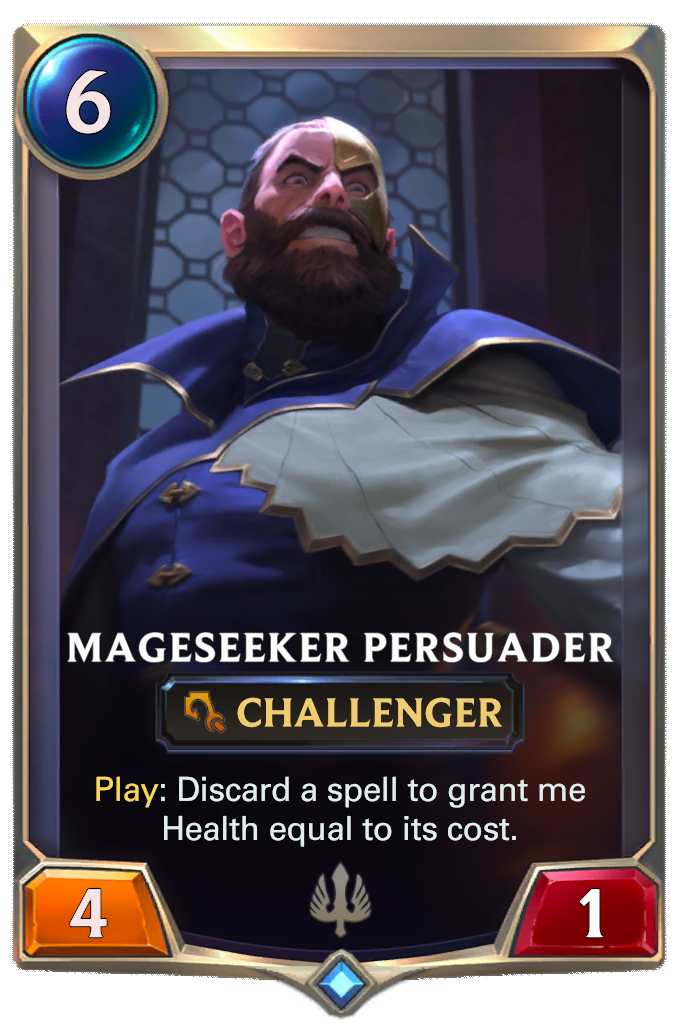 6
MAGESEEKER PERSUADER
CHALLENGER
Play: Discard a spell to grant me
Health equal to its cost.
4 1